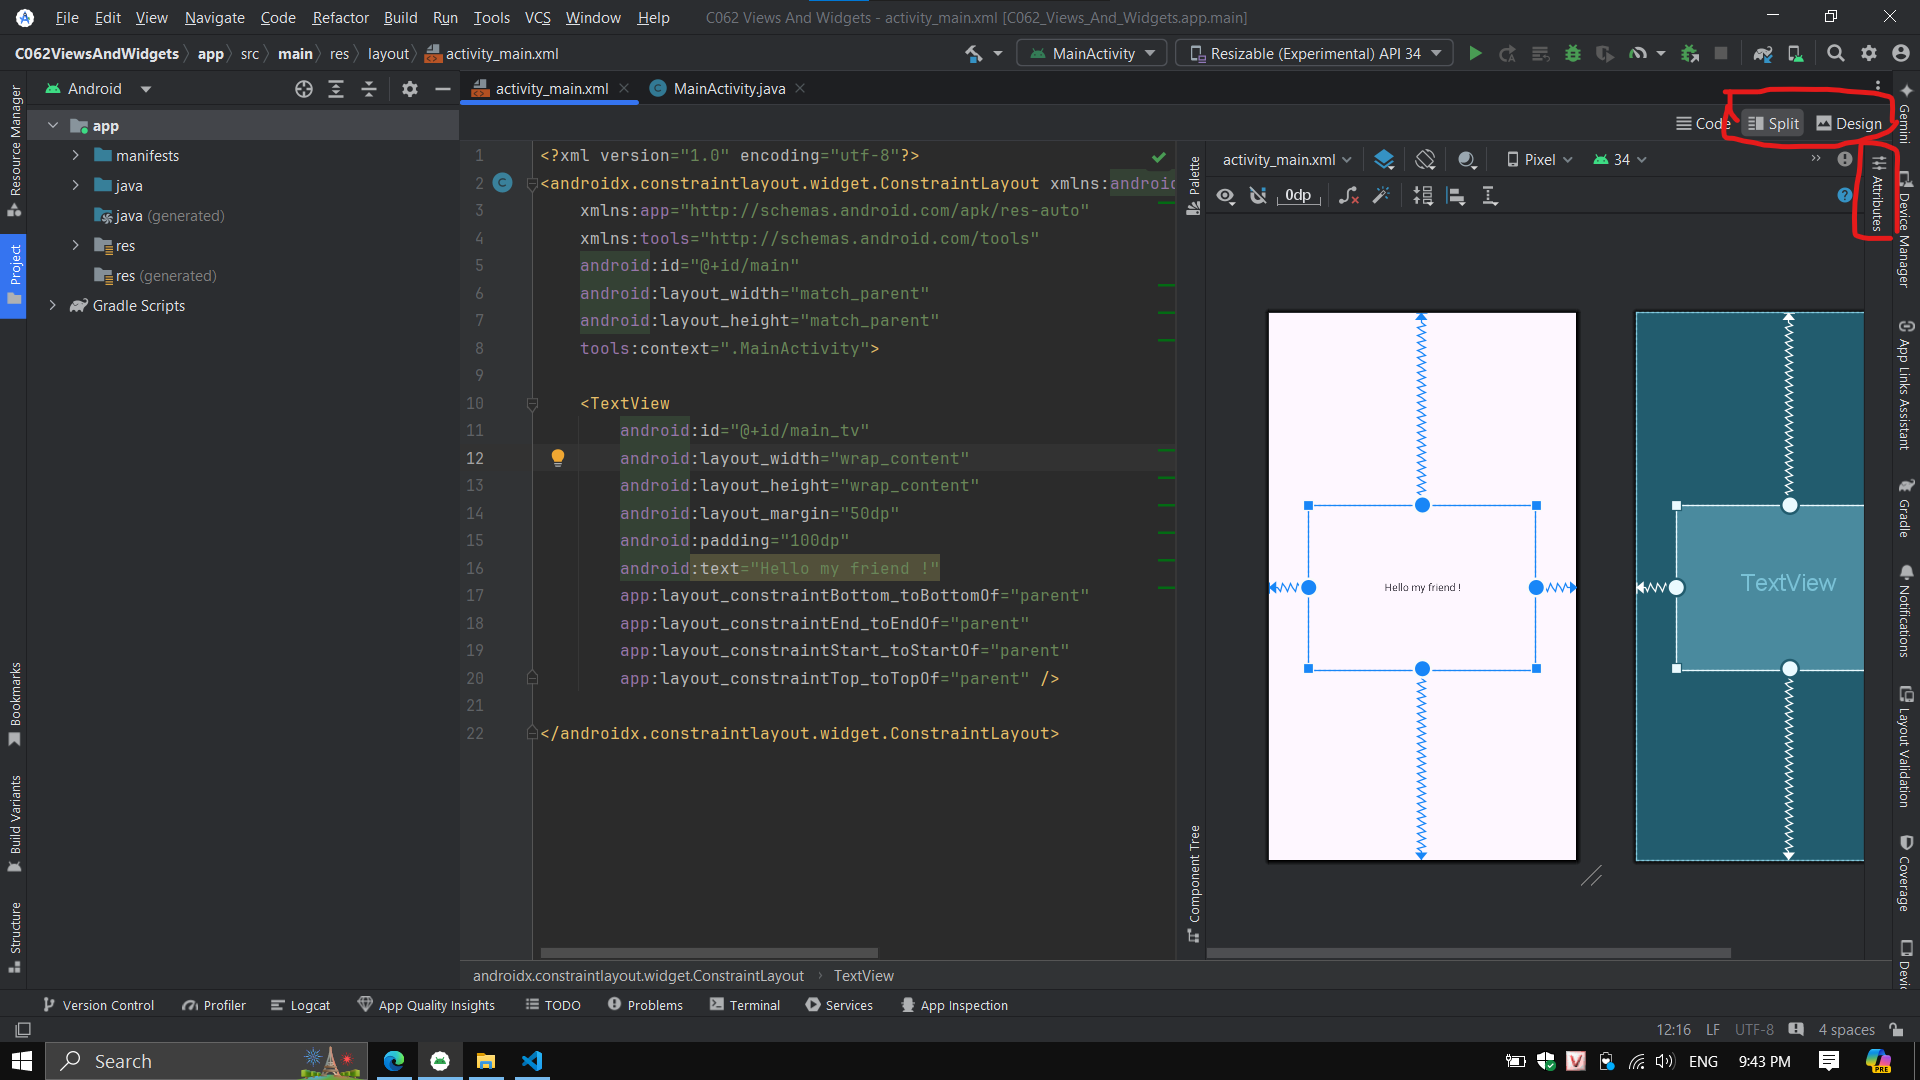 File Edit View Navigate Code Refactor Build Run Tools VCS Window Help C062 Views And Widgets - activity_main.xml [C062_Views_And_Widgets.app.main]
C062ViewsAndWidgets app src main res layout activity_main.xml MainActivity Resizable (Experimental) API 34
Android
activity_main.xml MainActivity.java
Code Split Design
app
manifests
java
java (generated)
res
res (generated)
Gradle Scripts
Resource Manager
Project
Bookmarks
Build Variants
Structure
1 <?xml version="1.0" encoding="utf-8"?>
2 <androidx.constraintlayout.widget.ConstraintLayout xmlns:android
3 xmlns:app="http://schemas.android.com/apk/res-auto"
4 xmlns:tools="http://schemas.android.com/tools"
5 android:id="@+id/main"
6 android:layout_width="match_parent"
7 android:layout_height="match_parent"
8 tools:context=".MainActivity">
9
10 <TextView
11 android:id="@+id/main_tv"
12 android:layout_width="wrap_content"
13 android:layout_height="wrap_content"
14 android:layout_margin="50dp"
15 android:padding="100dp"
16 android:text="Hello my friend !"
17 app:layout_constraintBottom_toBottomOf="parent"
18 app:layout_constraintEnd_toEndOf="parent"
19 app:layout_constraintStart_toStartOf="parent"
20 app:layout_constraintTop_toTopOf="parent" />
21
22 </androidx.constraintlayout.widget.ConstraintLayout>
Palette
Component Tree
activity_main.xml Pixel 34
0dp
Hello my friend !
TextView
Attributes
Gemini
Device Manager
App Links Assistant
Gradle
Notifications
Layout Validation
Coverage
Devic
androidx.constraintlayout.widget.ConstraintLayout TextView
Version Control Profiler Logcat App Quality Insights TODO Problems Terminal Services App Inspection
12:16 LF UTF-8 4 spaces
Search ENG 9:43 PM
PRE